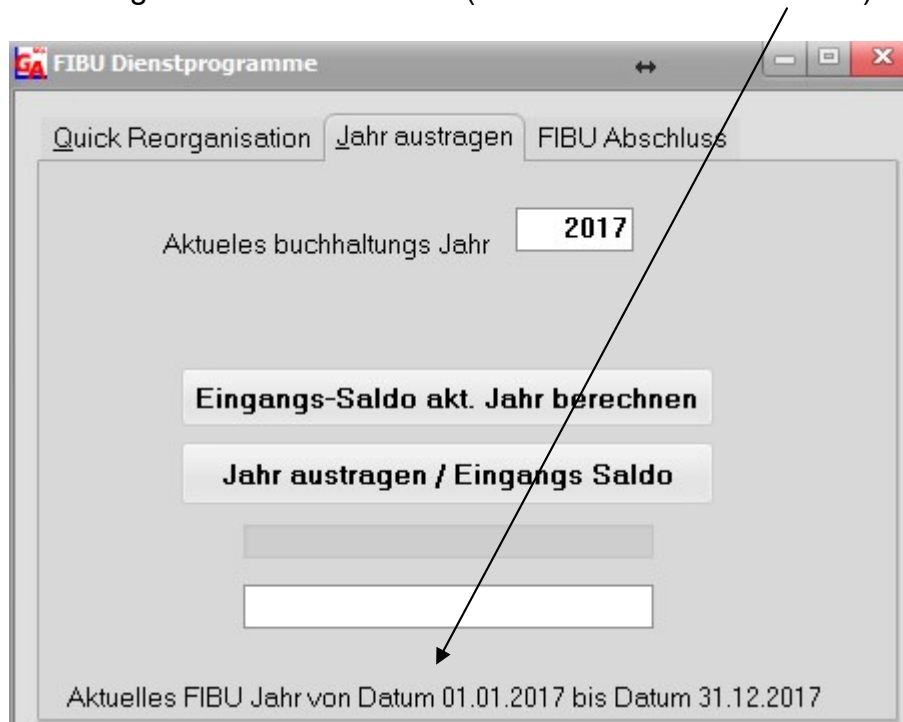 FIBU Dienstprogramme
Quick Reorganisation Jahr austragen FIBU Abschluss
Aktueles buchhaltungs Jahr 2017
Eingangs-Saldo akt. Jahr berechnen
Jahr austragen / Eingangs Saldo
Aktuelles FIBU Jahr von Datum 01.01.2017 bis Datum 31.12.2017